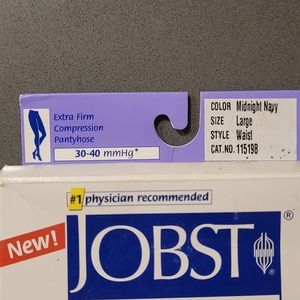 Extra Firm
Compression
Pantyhose
30-40 mmHg*
COLOR Midnight Navy
SIZE Large
STYLE Waist
CAT.NO. 115198
#1 physician recommended
New!
JOBST ®